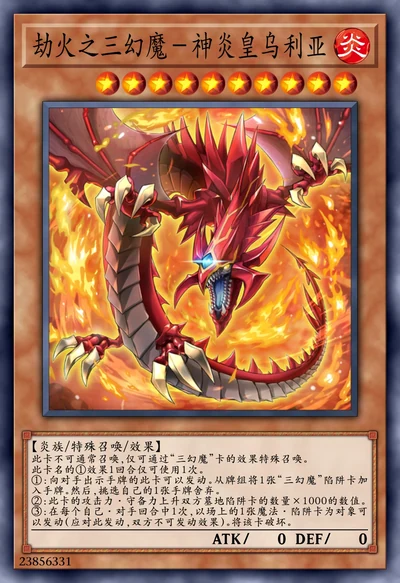 劫火之三幻魔－神炎皇乌利亚
炎
【炎族/特殊召唤/效果】
此卡不可通常召唤,仅可通过“三幻魔”卡的效果特殊召唤。
此卡名的①效果1回合仅可使用1次。
①:向对手出示手牌的此卡可以发动。从牌组将1张“三幻魔”陷阱卡加
入手牌。然后,挑选自己的1张手牌舍弃。
②:此卡的攻击力·守备力上升双方墓地陷阱卡的数量×1000的数值。
③:在每个自己·对手回合中1次,以场上的1张魔法·陷阱卡为对象可
以发动(应对此发动,双方不可发动效果)。将该卡破坏。
ATK/ 0 DEF/ 0
23856331